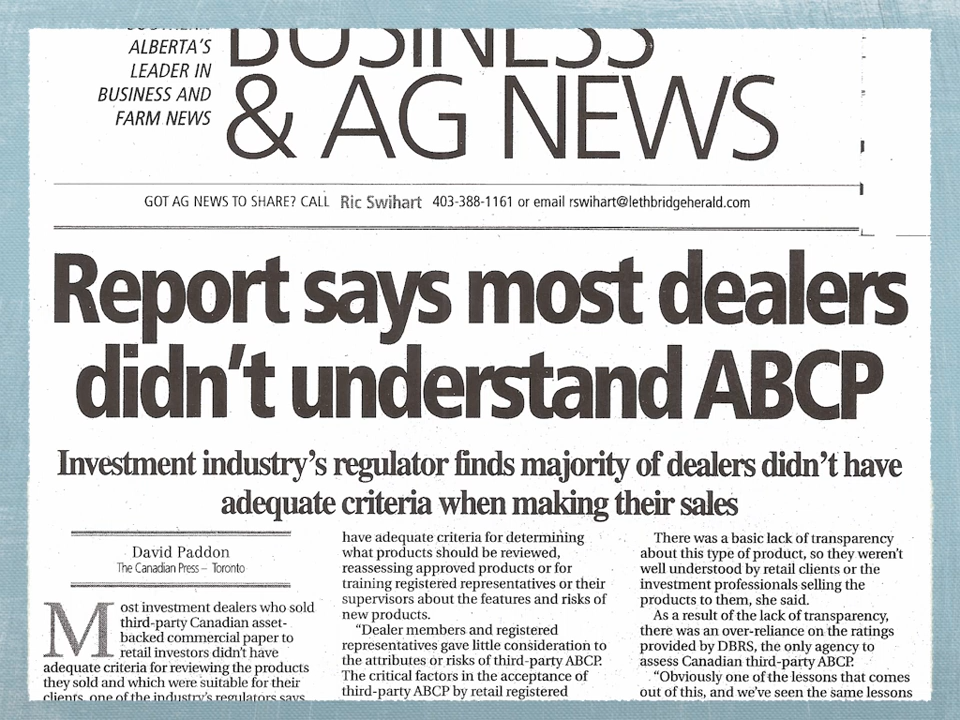 SOUTHERN
ALBERTA'S
LEADER IN
BUSINESS AND
FARM NEWS
BUSINESS
& AG NEWS
GOT AG NEWS TO SHARE? CALL Ric Swihart 403-388-1161 or email rswihart@lethbridgeherald.com
Report says most dealers
didn't understand ABCP
Investment industry's regulator finds majority of dealers didn't have
adequate criteria when making their sales
David Paddon
The Canadian Press – Toronto
Most investment dealers who sold
third-party Canadian asset-
backed commercial paper to
retail investors didn't have
adequate criteria for reviewing the products
they sold and which were suitable for their
clients, one of the industry's regulators says
have adequate criteria for determining
what products should be reviewed,
reassessing approved products or for
training registered representatives or their
supervisors about the features and risks of
new products.
"Dealer members and registered
representatives gave little consideration to
the attributes or risks of third-party ABCP.
The critical factors in the acceptance of
third-party ABCP by retail registered
There was a basic lack of transparency
about this type of product, so they weren't
well understood by retail clients or the
investment professionals selling the
products to them, she said.
As a result of the lack of transparency,
there was an over-reliance on the ratings
provided by DBRS, the only agency to
assess Canadian third-party ABCP.
"Obviously one of the lessons that comes
out of this, and we've seen the same lessons